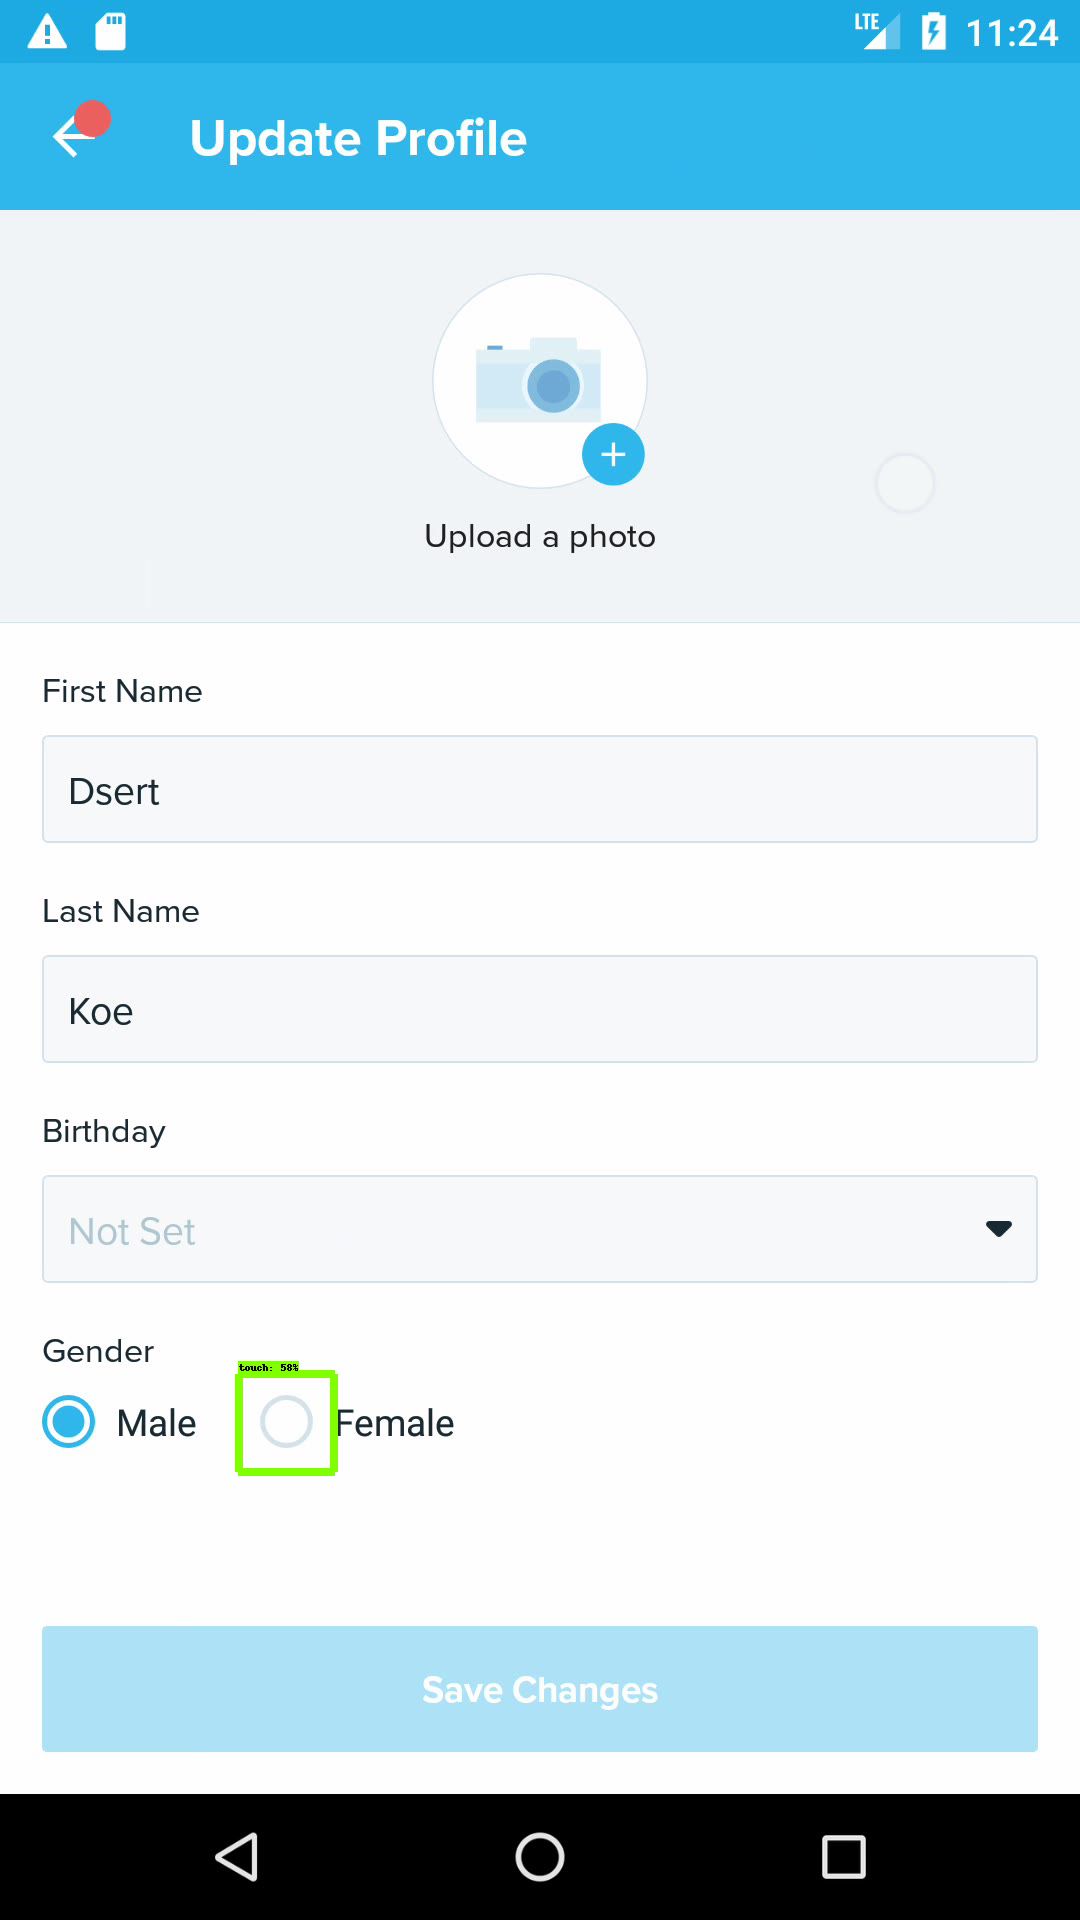 LTE 11:24
Update Profile
Upload a photo
First Name
Dsert
Last Name
Koe
Birthday
Not Set
Gender
touch: 58%
Male Female
Save Changes